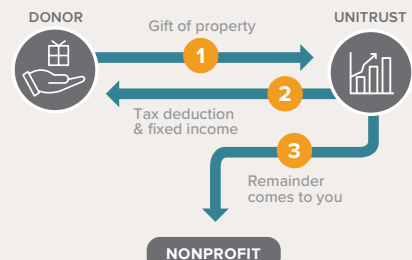 DONOR
UNITRUST
Gift of property
1
2
Tax deduction
& fixed income
3
Remainder
comes to you
NONPROFIT